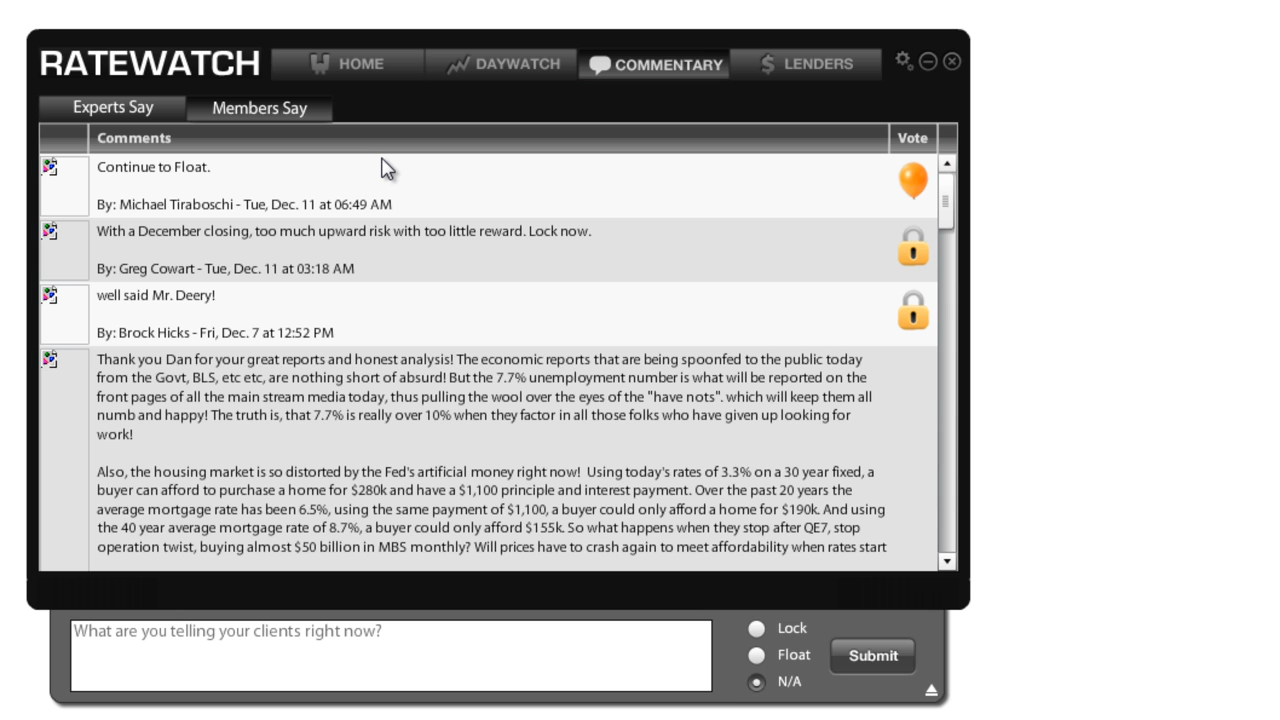 RATEWATCH
HOME
DAYWATCH
COMMENTARY
LENDERS
Experts Say
Members Say
Comments
Vote
Continue to Float.
By: Michael Tiraboschi - Tue, Dec. 11 at 06:49 AM
With a December closing, too much upward risk with too little reward. Lock now.
By: Greg Cowart - Tue, Dec. 11 at 03:18 AM
well said Mr. Deery!
By: Brock Hicks - Fri, Dec. 7 at 12:52 PM
Thank you Dan for your great reports and honest analysis! The economic reports that are being spoonfed to the public today
from the Govt, BLS, etc etc, are nothing short of absurd! But the 7.7% unemployment number is what will be reported on the
front pages of all the main stream media today, thus pulling the wool over the eyes of the "have nots". which will keep them all
numb and happy! The truth is, that 7.7% is really over 10% when they factor in all those folks who have given up looking for
work!
Also, the housing market is so distorted by the Fed's artificial money right now! Using today's rates of 3.3% on a 30 year fixed, a
buyer can afford to purchase a home for $280k and have a $1,100 principle and interest payment. Over the past 20 years the
average mortgage rate has been 6.5%, using the same payment of $1,100, a buyer could only afford a home for $190k. And using
the 40 year average mortgage rate of 8.7%, a buyer could only afford $155k. So what happens when they stop after QE7, stop
operation twist, buying almost $50 billion in MBS monthly? Will prices have to crash again to meet affordability when rates start
What are you telling your clients right now?
Lock
Float
N/A
Submit